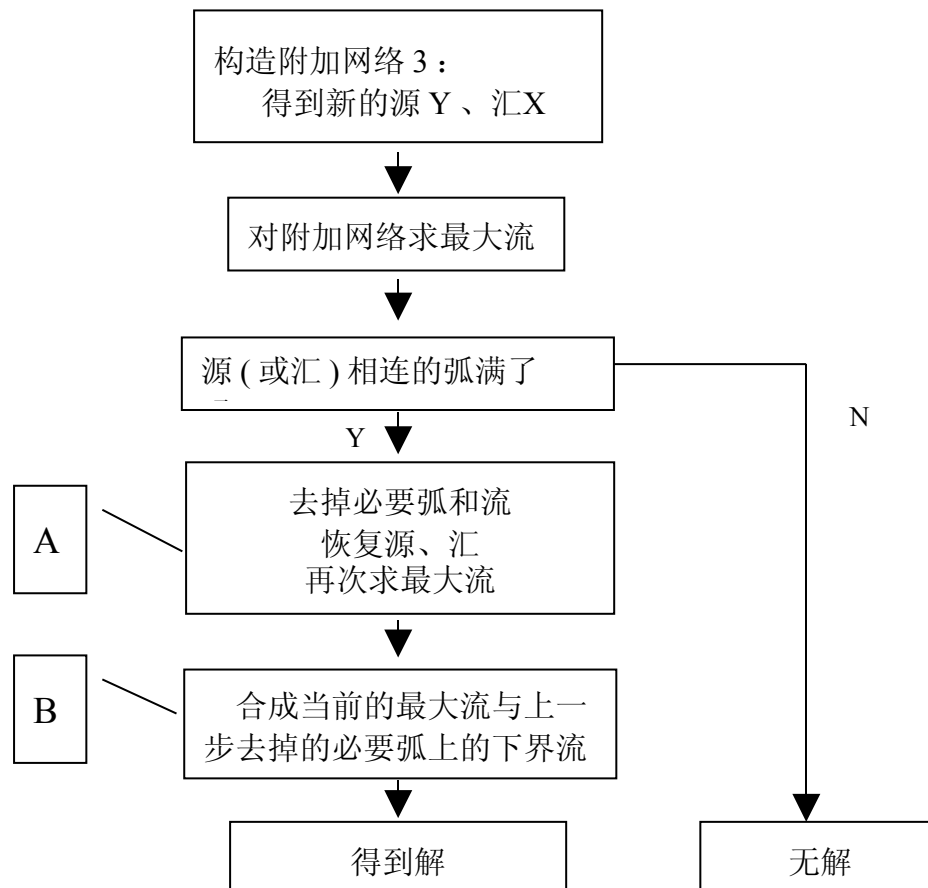 构造附加网络 3：
得到新的源 Y 、汇X
对附加网络求最大流
源 ( 或汇 ) 相连的弧满了
Y
N
A
去掉必要弧和流
恢复源、汇
再次求最大流
B
合成当前的最大流与上一
步去掉的必要弧上的下界流
得到解
无解